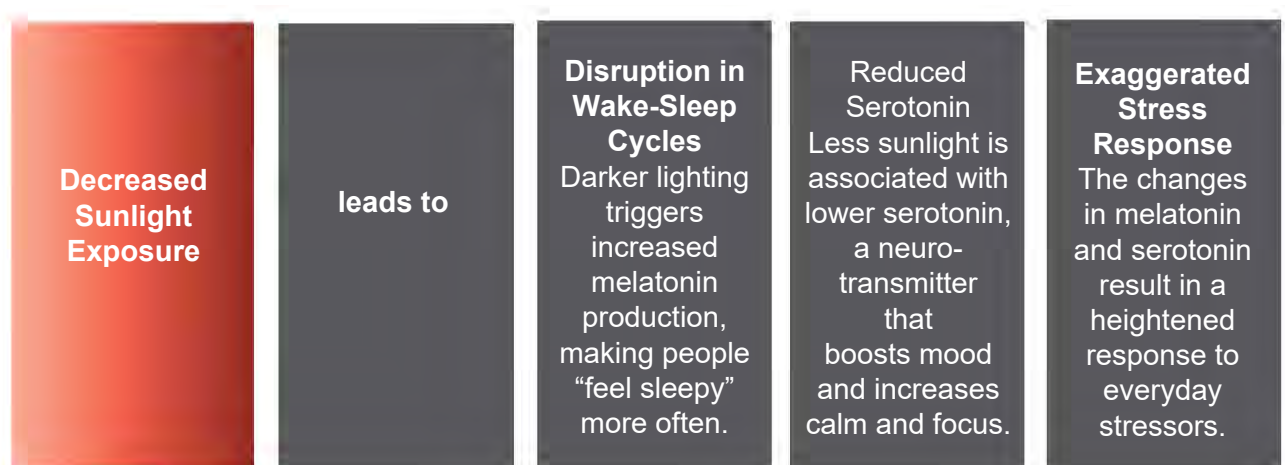 Decreased
Sunlight
Exposure
leads to
Disruption in
Wake-Sleep
Cycles
Darker lighting
triggers
increased
melatonin
production,
making people
“feel sleepy”
more often.
Reduced
Serotonin
Less sunlight is
associated with
lower serotonin,
a neuro-
transmitter
that
boosts mood
and increases
calm and focus.
Exaggerated
Stress
Response
The changes
in melatonin
and serotonin
result in a
heightened
response to
everyday
stressors.